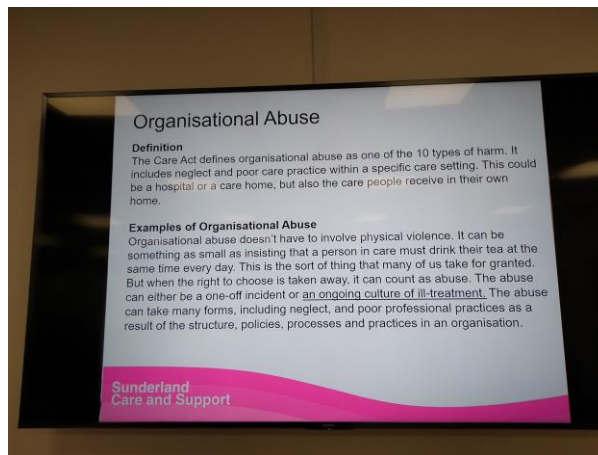 Organisational Abuse
Definition
The Care Act defines organisational abuse as one of the 10 types of harm. It
includes neglect and poor care practice within a specific care setting. This could
be a hospital or a care home, but also the care people receive in their own
home.
Examples of Organisational Abuse
Organisational abuse doesn't have to involve physical violence. It can be
something as small as insisting that a person in care must drink their tea at the
same time every day. This is the sort of thing that many of us take for granted.
But when the right to choose is taken away, it can count as abuse. The abuse
can either be a one-off incident or an ongoing culture of ill-treatment. The abuse
can take many forms, including neglect, and poor professional practices as a
result of the structure, policies, processes and practices in an organisation.
Sunderland
Care and Support